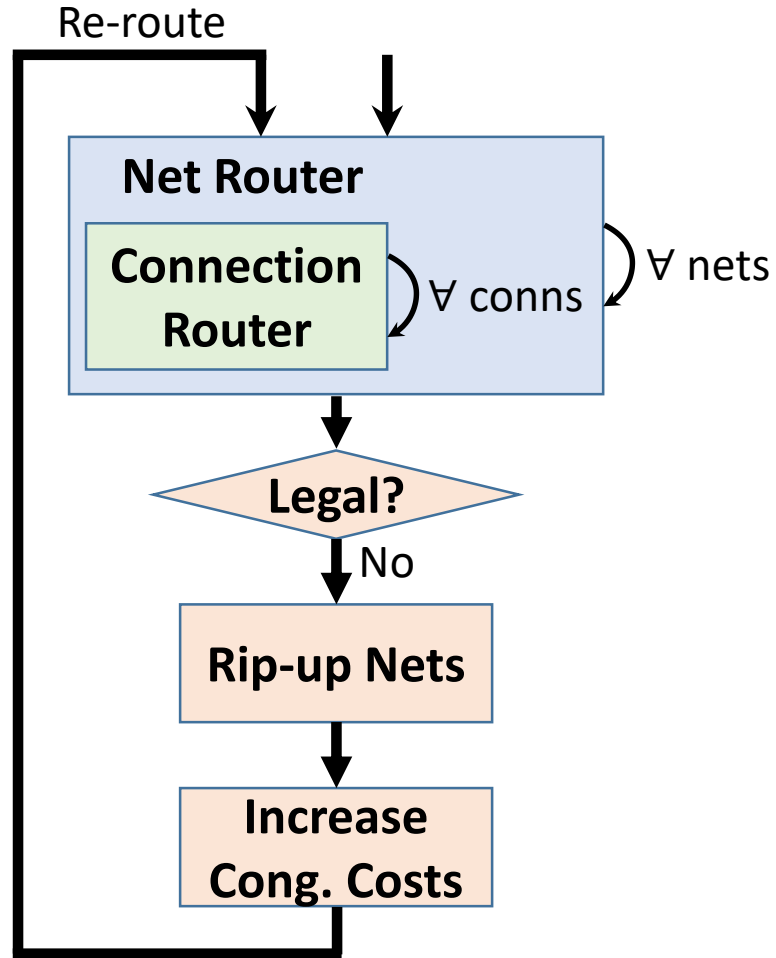 Re-route
Net Router
Connection
Router
∀ conns
∀ nets
Legal?
No
Rip-up Nets
Increase
Cong. Costs